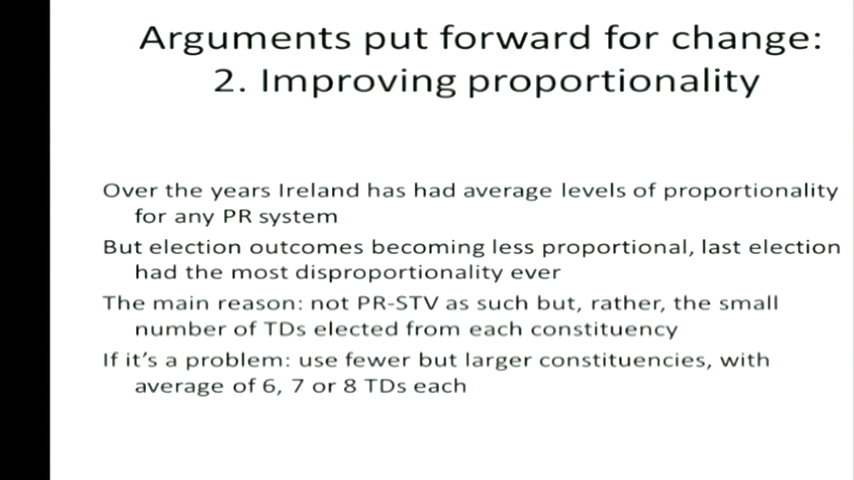 Arguments put forward for change:
2. Improving proportionality
Over the years Ireland has had average levels of proportionality
for any PR system
But election outcomes becoming less proportional, last election
had the most disproportionality ever
The main reason: not PR-STV as such but, rather, the small
number of TDs elected from each constituency
If it's a problem: use fewer but larger constituencies, with
average of 6, 7 or 8 TDs each